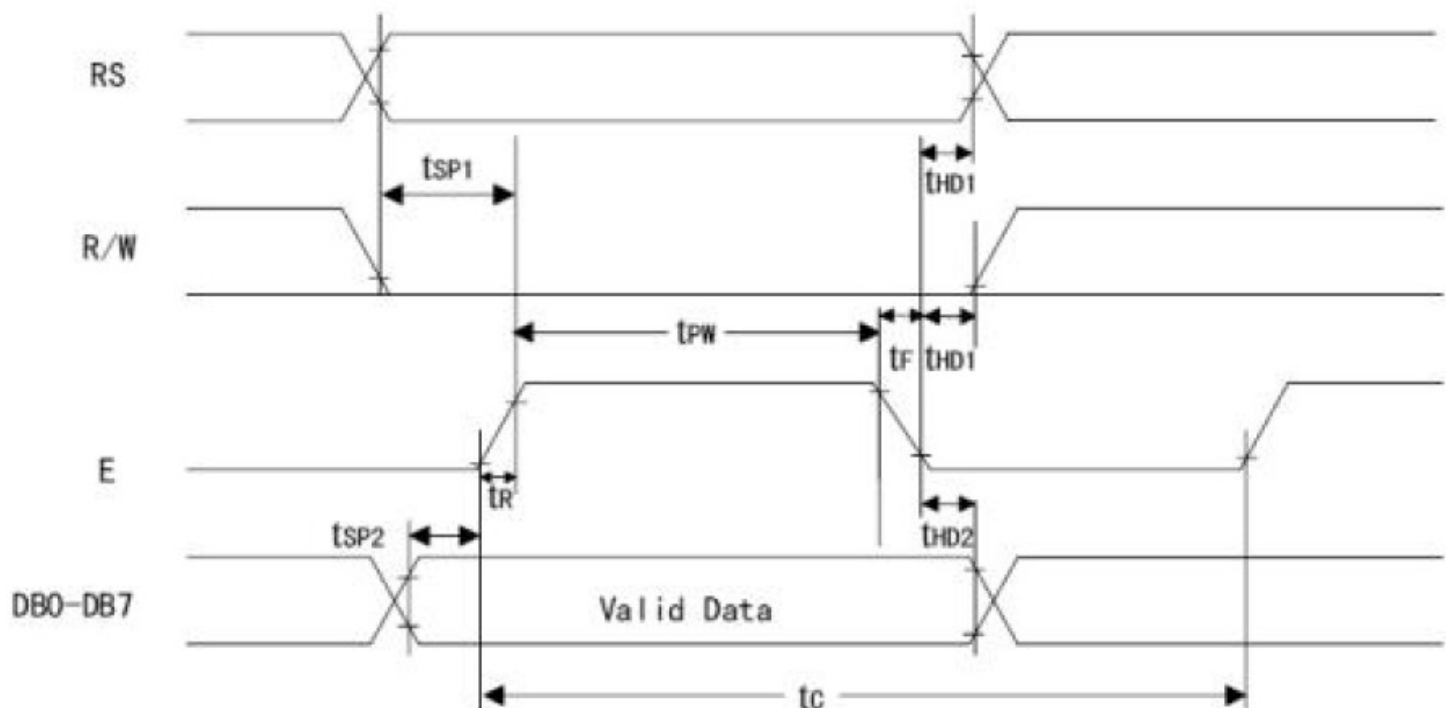 RS
tSP1
tHD1
R/W
tPW
tF tHD1
E
tR
tSP2
tHD2
DB0-DB7
Valid Data
tC